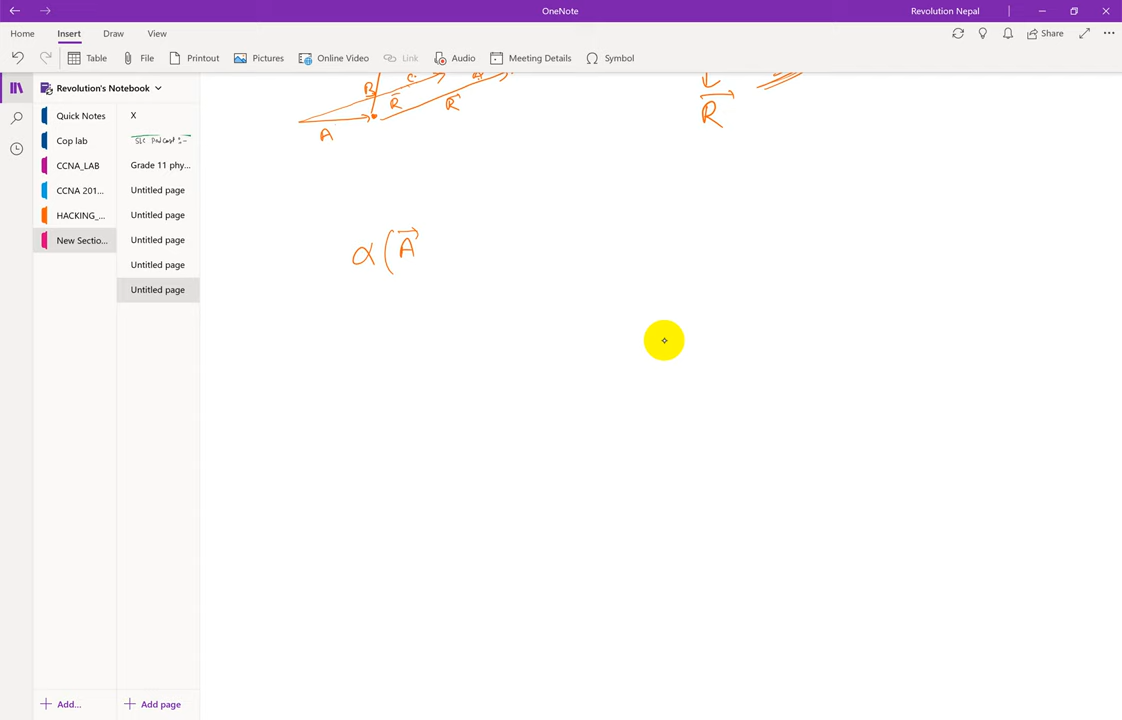 OneNote
Revolution Nepal
Home Insert Draw View
Share
Table File Printout Pictures Online Video Link Audio Meeting Details Symbol
Revolution's Notebook
Quick Notes
Cop lab
CCNA_LAB
CCNA 201...
HACKING_...
New Sectio...
X
Grade 11 phy...
Untitled page
Untitled page
Untitled page
Untitled page
Untitled page
B C
R⃗ R⃗
A
R⃗
α(A⃗
Add...
Add page